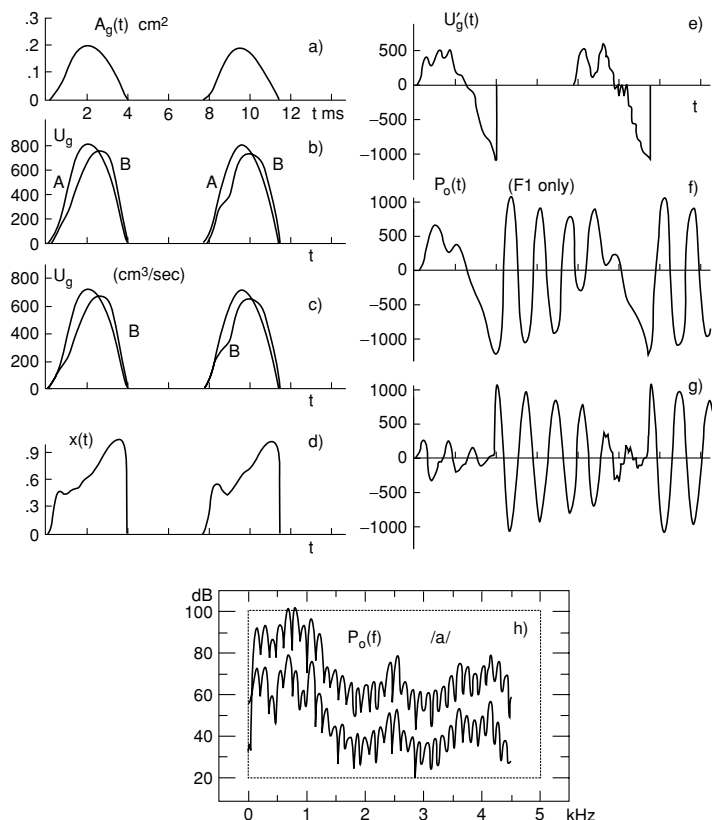 A_g(t) cm²
a)
.3
.2
.1
0
2
4
6
8
10
12
t ms
U_g
b)
800
600
400
200
0
A
B
A
B
t
U_g
(cm³/sec)
c)
800
600
400
200
0
B
B
t
x(t)
d)
.9
.6
.3
0
t
U′_g(t)
e)
500
0
−500
−1000
t
P_o(t)
(F1 only)
f)
1000
500
0
−500
−1000
g)
1000
500
0
−500
−1000
dB
100
80
60
40
20
P_o(f)
/a/
h)
0
1
2
3
4
5
kHz